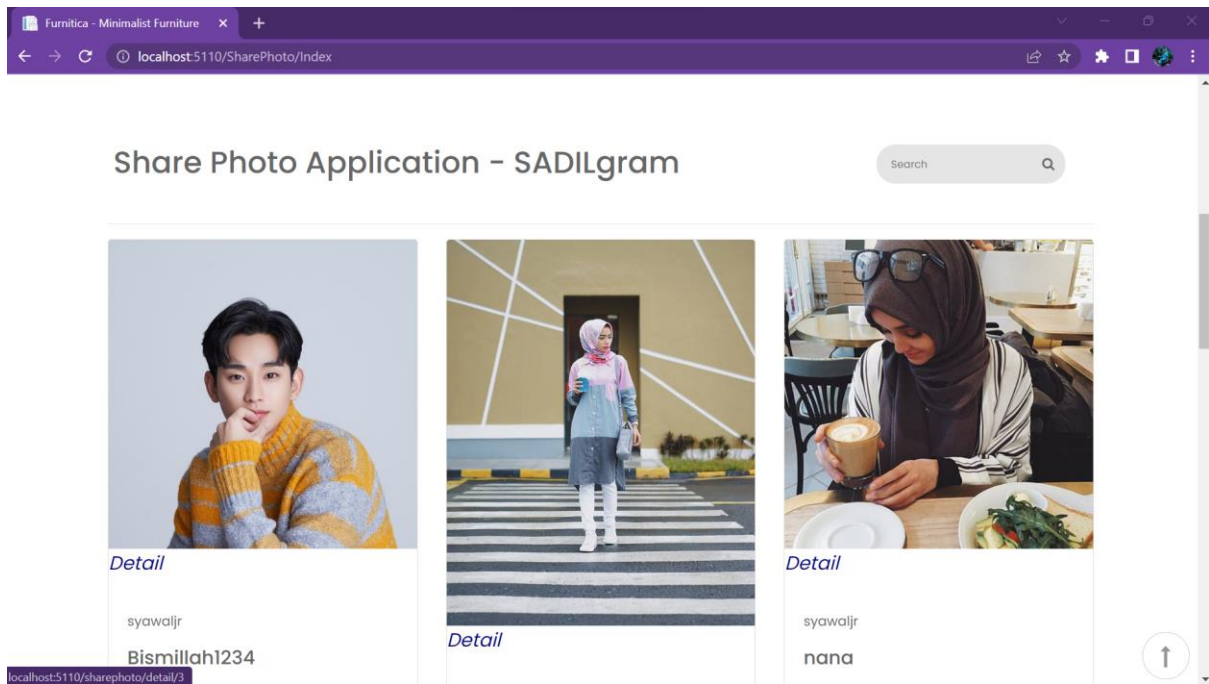 Furnitica - Minimalist Furniture
localhost:5110/SharePhoto/Index
Share Photo Application - SADILgram
Search
Detail
Detail
syawaljr
syawaljr
Detail
Bismillah1234
nana
localhost:5110/sharephoto/detail/3